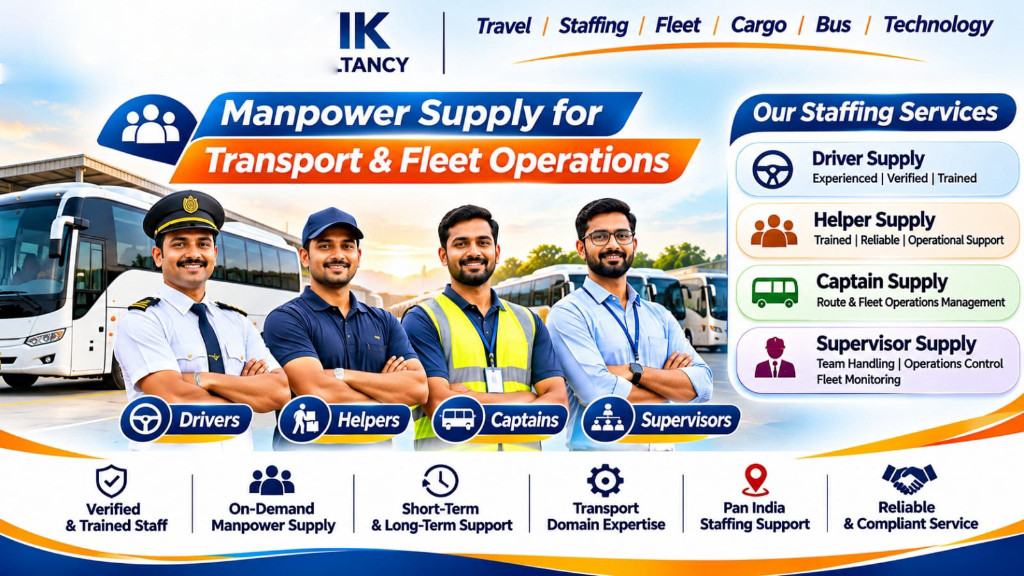 IK
TANCY
Travel / Staffing / Fleet / Cargo / Bus / Technology
Manpower Supply for
Transport & Fleet Operations
Our Staffing Services
Driver Supply
Experienced | Verified | Trained
Helper Supply
Trained | Reliable | Operational Support
Captain Supply
Route & Fleet Operations Management
Supervisor Supply
Team Handling | Operations Control
Fleet Monitoring
Drivers
Helpers
Captains
Supervisors
Verified
& Trained Staff
On-Demand
Manpower Supply
Short-Term
& Long-Term Support
Transport
Domain Expertise
Pan India
Staffing Support
Reliable
& Compliant Service